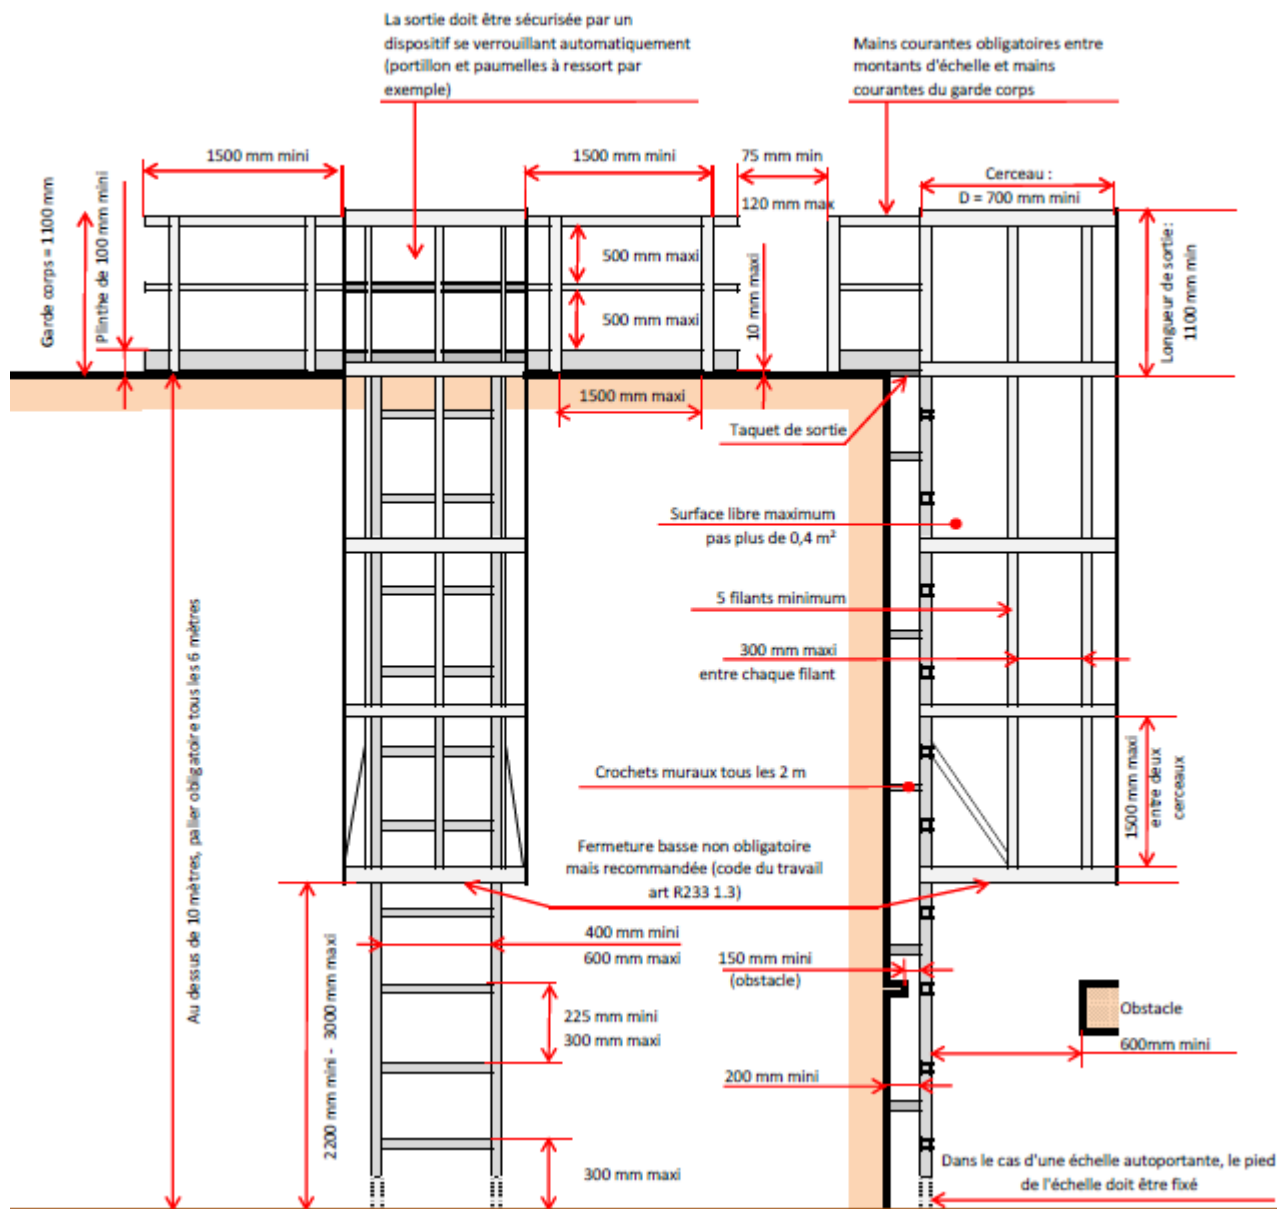 La sortie doit être sécurisée par un
dispositif se verrouillant automatiquement
(portillon et paumelles à ressort par
exemple)
Mains courantes obligatoires entre
montants d'échelle et mains
courantes du garde corps
1500 mm mini
1500 mm mini
75 mm min
120 mm max
Cerceau :
D = 700 mm mini
Garde corps = 1100 mm
Plinthe de 100 mm mini
500 mm maxi
500 mm maxi
10 mm maxi
Longueur de sortie :
1100 mm min
1500 mm maxi
Taquet de sortie
Surface libre maximum
pas plus de 0,4 m²
5 filants minimum
300 mm maxi
entre chaque filant
Au dessus de 10 mètres, palier obligatoire tous les 6 mètres
Crochets muraux tous les 2 m
1500 mm maxi
entre deux
cerceaux
Fermeture basse non obligatoire
mais recommandée (code du travail
art R233 1.3)
2200 mm mini - 3000 mm maxi
400 mm mini
600 mm maxi
150 mm mini
(obstacle)
225 mm mini
300 mm maxi
Obstacle
600mm mini
200 mm mini
300 mm maxi
Dans le cas d'une échelle autoportante, le pied
de l'échelle doit être fixé